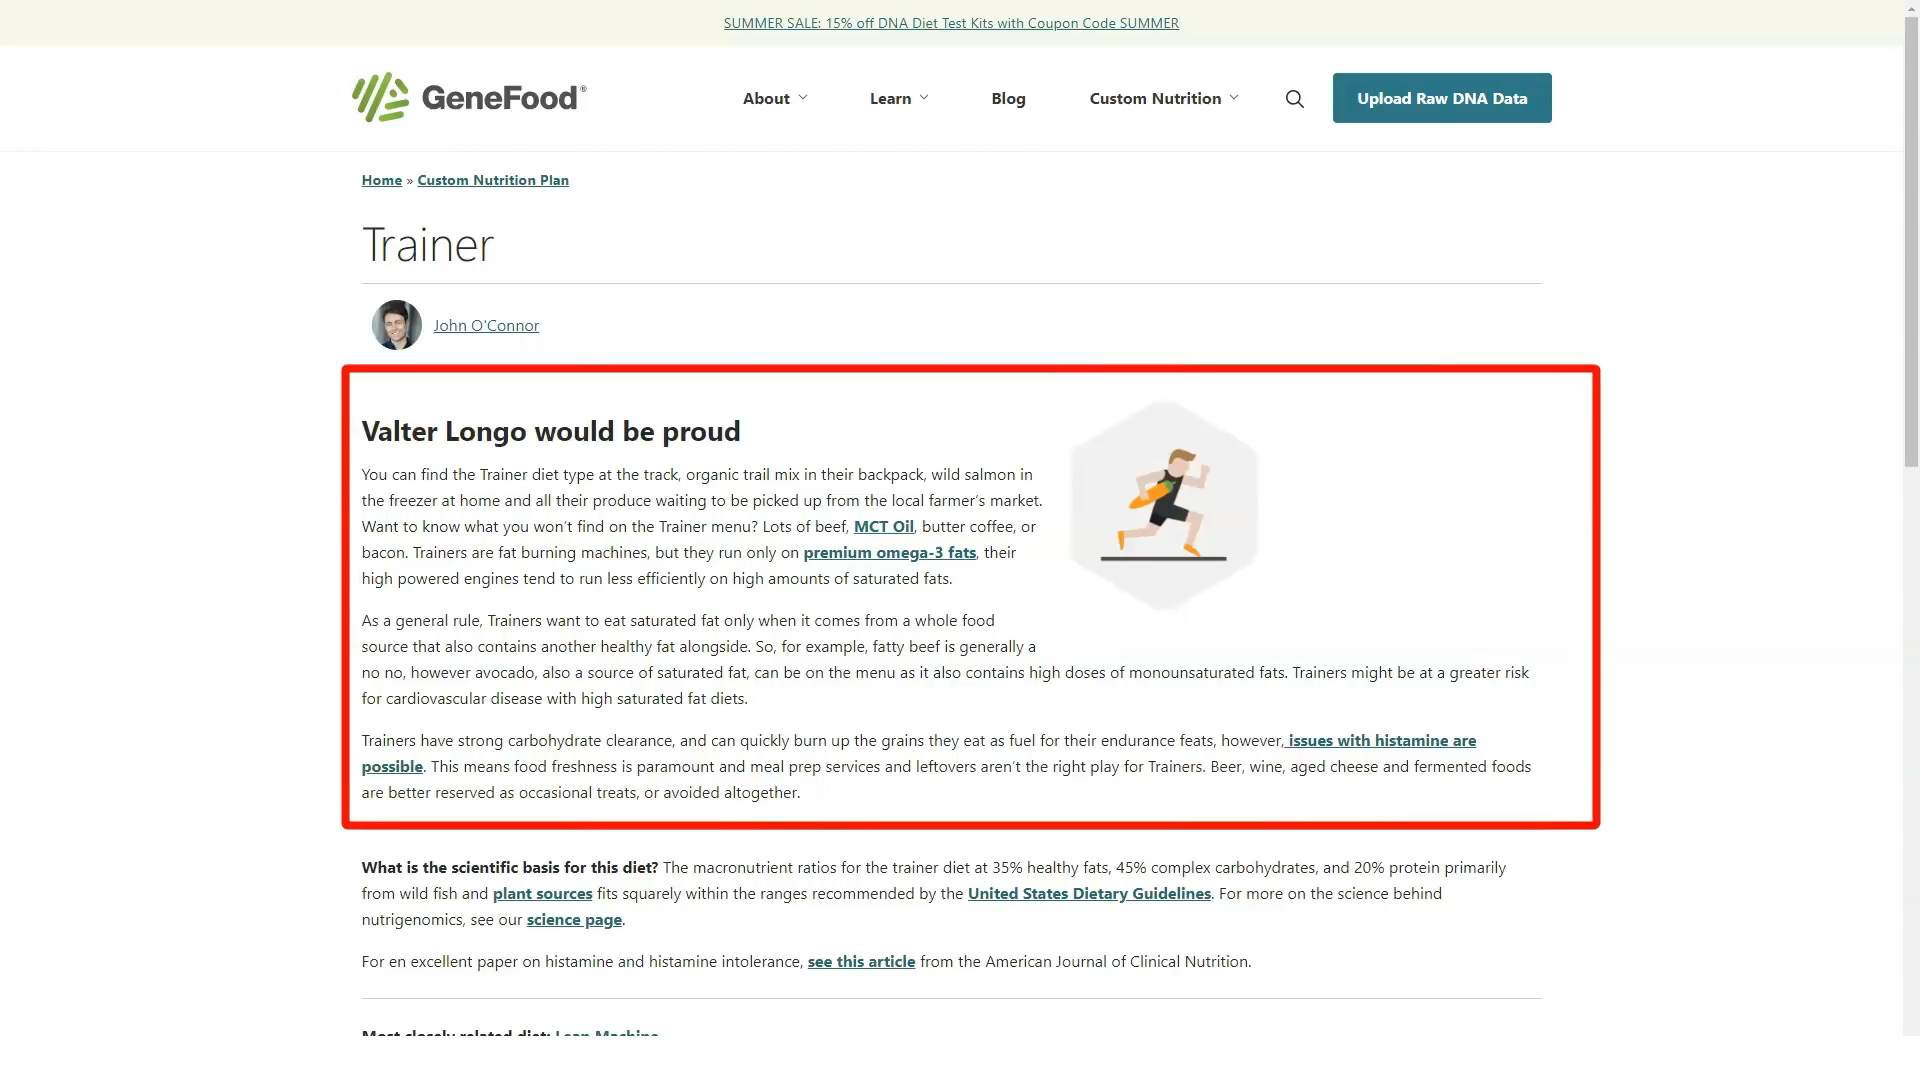 SUMMER SALE: 15% off DNA Diet Test Kits with Coupon Code SUMMER
GeneFood®
About
Learn
Blog
Custom Nutrition
Upload Raw DNA Data
Home » Custom Nutrition Plan
Trainer
John O'Connor
Valter Longo would be proud
You can find the Trainer diet type at the track, organic trail mix in their backpack, wild salmon in
the freezer at home and all their produce waiting to be picked up from the local farmer's market.
Want to know what you won't find on the Trainer menu? Lots of beef, MCT Oil, butter coffee, or
bacon. Trainers are fat burning machines, but they run only on premium omega-3 fats, their
high powered engines tend to run less efficiently on high amounts of saturated fats.
As a general rule, Trainers want to eat saturated fat only when it comes from a whole food
source that also contains another healthy fat alongside. So, for example, fatty beef is generally a
no no, however avocado, also a source of saturated fat, can be on the menu as it also contains high doses of monounsaturated fats. Trainers might be at a greater risk
for cardiovascular disease with high saturated fat diets.
Trainers have strong carbohydrate clearance, and can quickly burn up the grains they eat as fuel for their endurance feats, however, issues with histamine are
possible. This means food freshness is paramount and meal prep services and leftovers aren't the right play for Trainers. Beer, wine, aged cheese and fermented foods
are better reserved as occasional treats, or avoided altogether.
What is the scientific basis for this diet? The macronutrient ratios for the trainer diet at 35% healthy fats, 45% complex carbohydrates, and 20% protein primarily
from wild fish and plant sources fits squarely within the ranges recommended by the United States Dietary Guidelines. For more on the science behind
nutrigenomics, see our science page.
For en excellent paper on histamine and histamine intolerance, see this article from the American Journal of Clinical Nutrition.
Most closely related diet: Lean Machine